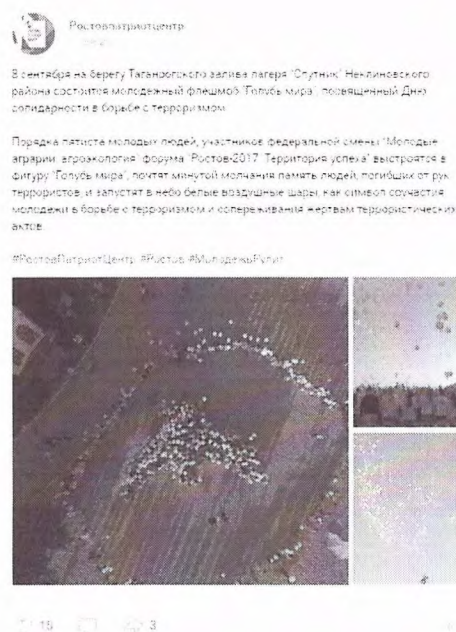 Ростовпатриотцентр
8 сентября на берегу Таганрогского залива лагеря "Спутник" Неклиновского
района состоится молодежный флешмоб "Голубь мира", посвященный Дню
солидарности в борьбе с терроризмом
Порядка пятиста молодых людей, участников федеральной смены "Молодые
аграрии: агроэкология" форума "Ростов-2017. Территория успеха" выстроятся в
фигуру "Голубь мира", почтят минутой молчания память людей, погибших от рук
террористов, и запустят в небо белые воздушные шары, как символ соучастия
молодежи в борьбе с терроризмом и сопереживания жертвам террористических
актов.
#РостовПатриотЦентр #Ростов #МолодежьРулит
15 3